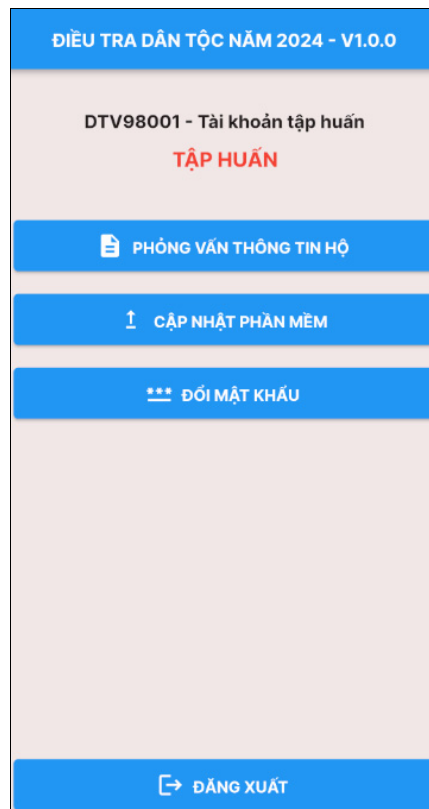 ĐIỀU TRA DÂN TỘC NĂM 2024 - V1.0.0
DTV98001 - Tài khoản tập huấn
TẬP HUẤN
PHỎNG VẤN THÔNG TIN HỘ
CẬP NHẬT PHẦN MỀM
ĐỔI MẬT KHẨU
ĐĂNG XUẤT